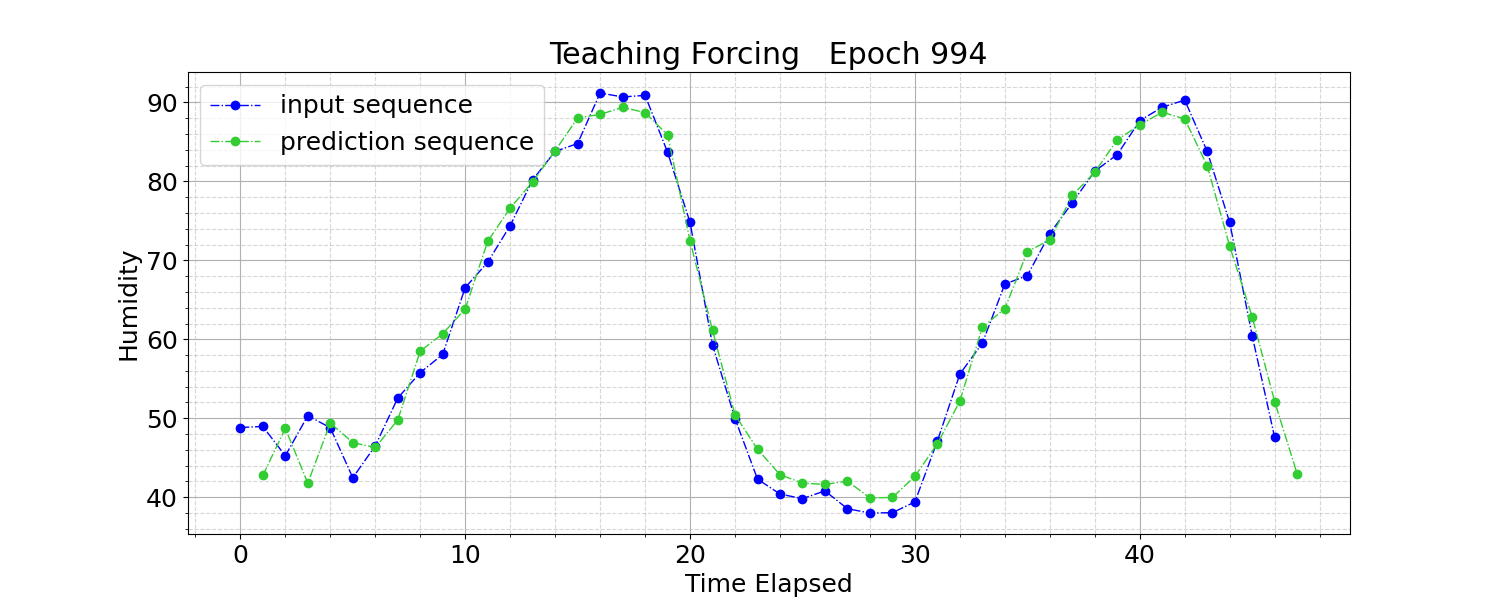 Teaching Forcing   Epoch 994
input sequence
prediction sequence
Humidity
90
80
70
60
50
40
0 10 20 30 40
Time Elapsed